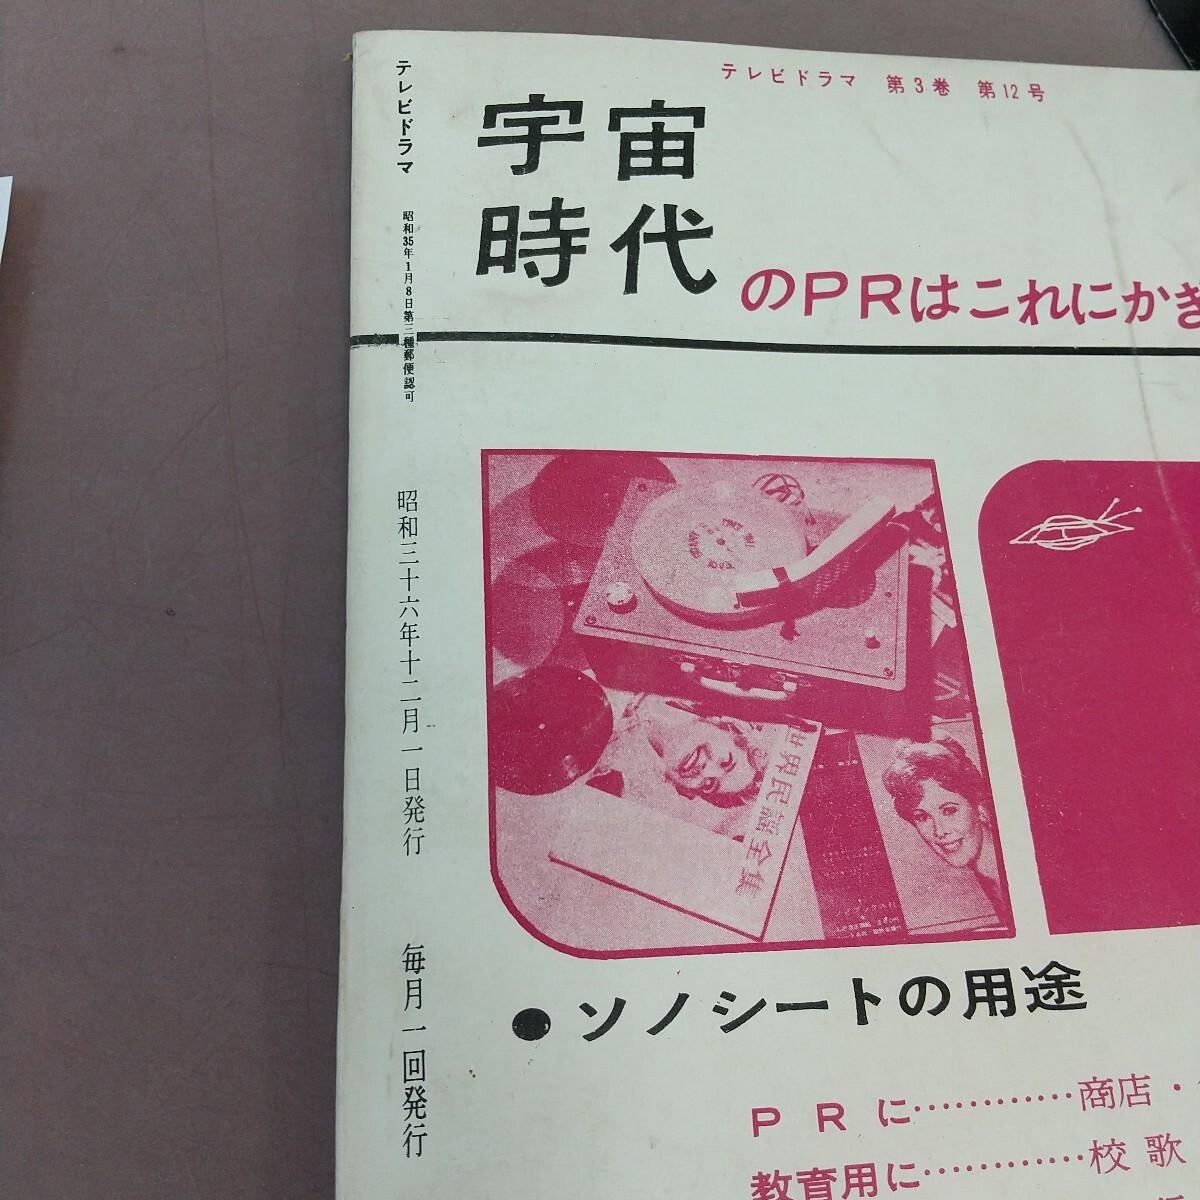 テレビドラマ 第3巻 第12号
テレビドラマ
昭和35年1月8日第三種郵便認可
昭和三十六年十二月一日発行
毎月一回発行
宇宙
時代
のPRはこれにかぎ
世界民謡全集
●ソノシートの用途
PRに…………商店・
教育用に…………校歌